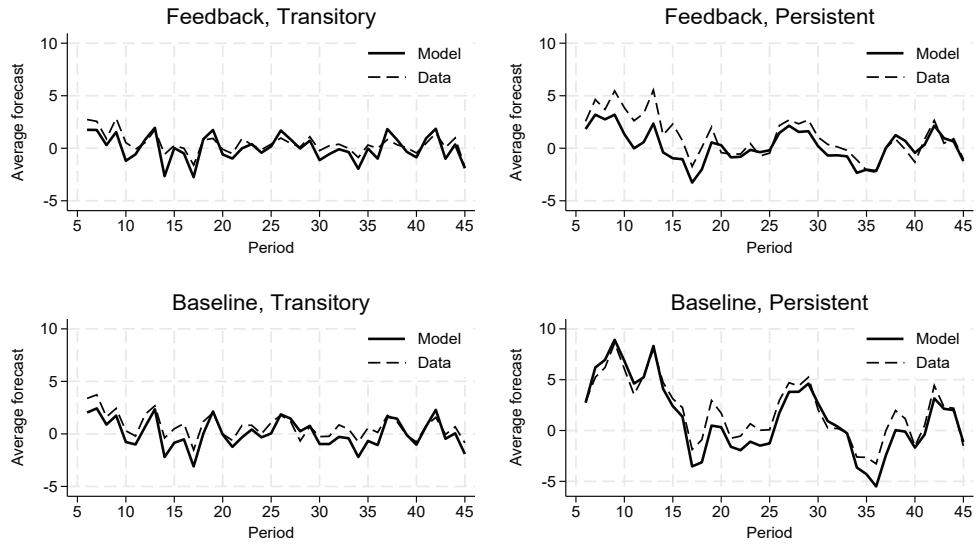 Feedback, Transitory
10
5
0
-5
Average forecast
Model
Data
5 10 15 20 25 30 35 40 45
Period
Feedback, Persistent
10
5
0
-5
Average forecast
Model
Data
5 10 15 20 25 30 35 40 45
Period
Baseline, Transitory
10
5
0
-5
Average forecast
Model
Data
5 10 15 20 25 30 35 40 45
Period
Baseline, Persistent
10
5
0
-5
Average forecast
Model
Data
5 10 15 20 25 30 35 40 45
Period